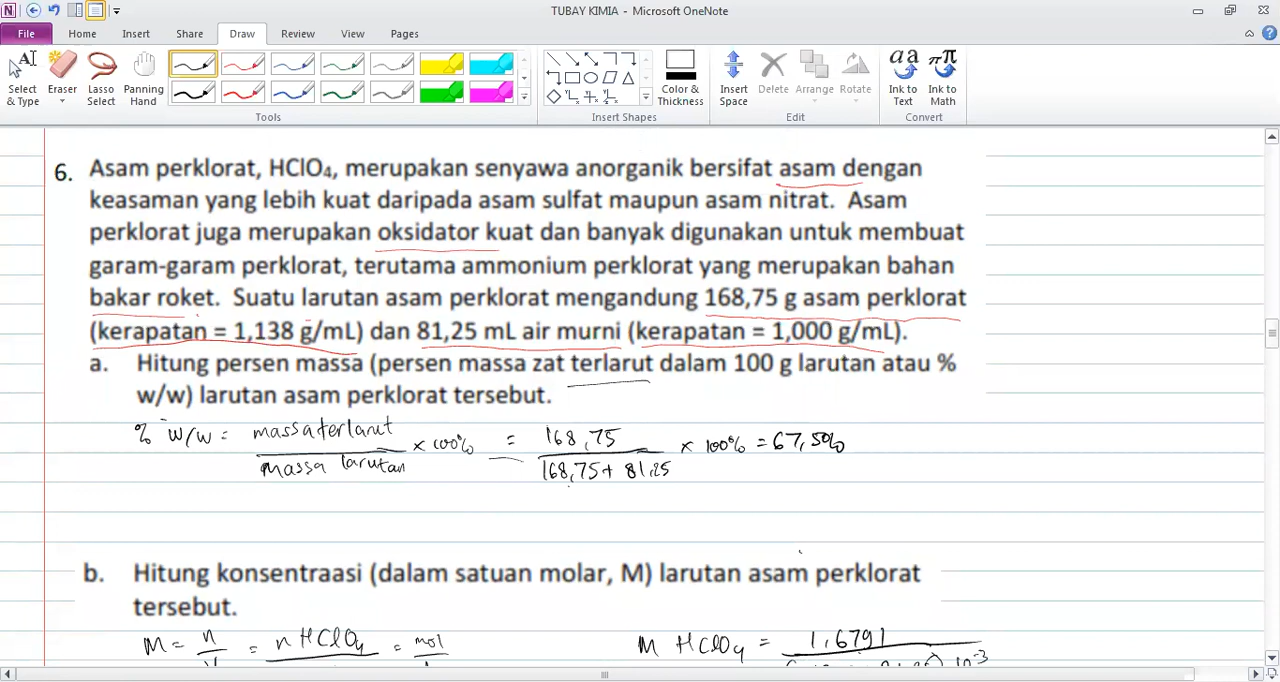 TUBAY KIMIA - Microsoft OneNote
File Home Insert Share Draw Review View Pages
Select & Type
Eraser
Lasso Select
Panning Hand
Color & Thickness
Insert Space
Delete
Arrange
Rotate
Ink to Text
Ink to Math
Tools
Insert Shapes
Edit
Convert
6. Asam perklorat, HClO₄, merupakan senyawa anorganik bersifat asam dengan
keasaman yang lebih kuat daripada asam sulfat maupun asam nitrat. Asam
perklorat juga merupakan oksidator kuat dan banyak digunakan untuk membuat
garam-garam perklorat, terutama ammonium perklorat yang merupakan bahan
bakar roket. Suatu larutan asam perklorat mengandung 168,75 g asam perklorat
(kerapatan = 1,138 g/mL) dan 81,25 mL air murni (kerapatan = 1,000 g/mL).
a. Hitung persen massa (persen massa zat terlarut dalam 100 g larutan atau %
w/w) larutan asam perklorat tersebut.
% w/w = massa terlarut / massa larutan × 100% = 168,75 / 168,75 + 81,25 × 100% = 67,50%
b. Hitung konsentraasi (dalam satuan molar, M) larutan asam perklorat
tersebut.
M = n = n HClO4 = mol M HClO4 = 1,6791